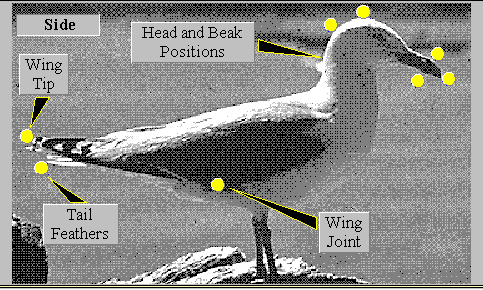 Side
Head and Beak
Positions
Wing
Tip
Tail
Feathers
Wing
Joint